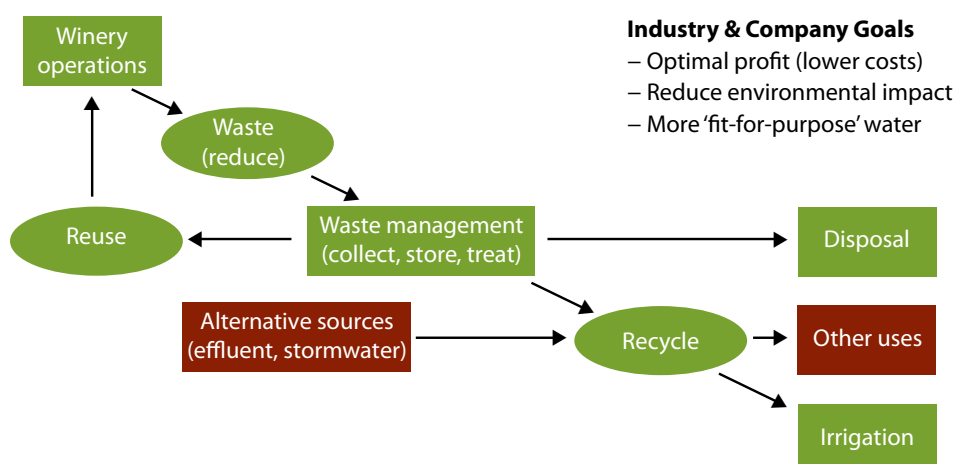 Winery
operations
Industry & Company Goals
– Optimal profit (lower costs)
– Reduce environmental impact
– More ‘fit-for-purpose’ water
Waste
(reduce)
Reuse
Waste management
(collect, store, treat)
Disposal
Alternative sources
(effluent, stormwater)
Recycle
Other uses
Irrigation